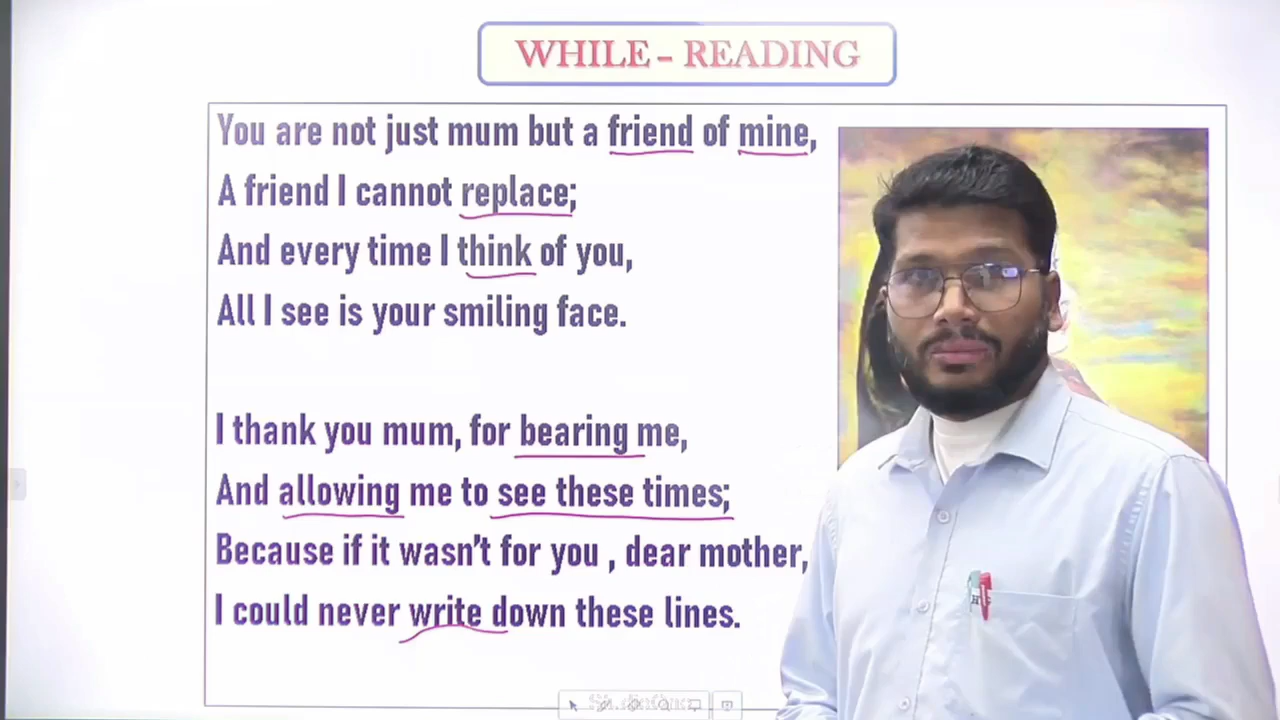 WHILE – READING
You are not just mum but a friend of mine,
A friend I cannot replace;
And every time I think of you,
All I see is your smiling face.
I thank you mum, for bearing me,
And allowing me to see these times;
Because if it wasn't for you , dear mother,
I could never write down these lines.